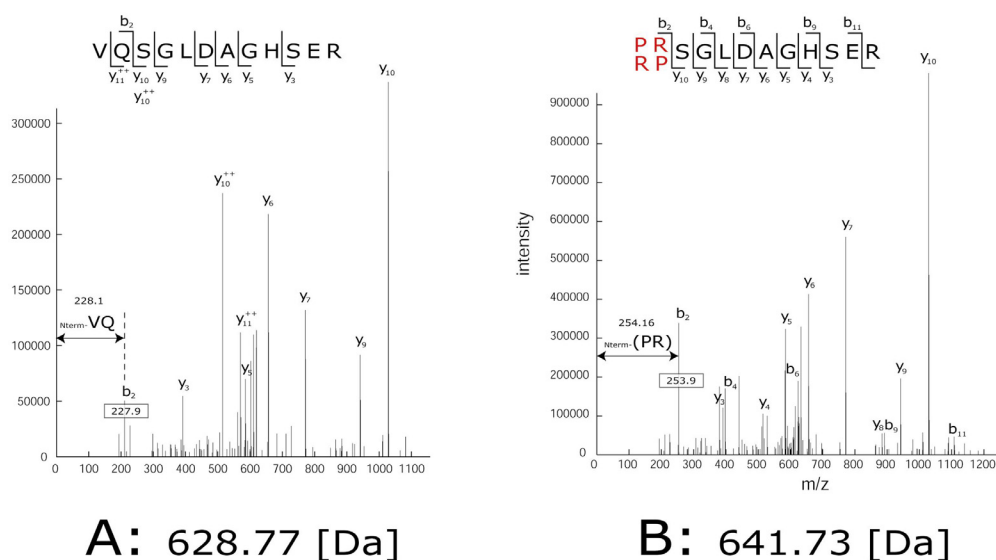 b₂
VQSGLDAGHSER
y₁₁⁺⁺ y₁₀ y₉ y₇ y₆ y₅ y₃
y₁₀⁺⁺
y₁₀
300000
250000
200000
150000
100000
50000
0
y₁₀⁺⁺
y₆
y₇
y₁₁⁺⁺
y₅
y₉
y₃
228.1
Nterm-VQ
b₂
227.9
0 100 200 300 400 500 600 700 800 900 1000 1100
A: 628.77 [Da]
b₂ b₄ b₆ b₉ b₁₁
PRSGLDAGHSER
RP
y₁₀ y₉ y₈ y₇ y₆ y₅ y₄ y₃
y₁₀
900000
800000
700000
600000
500000
400000
300000
200000
100000
0
intensity
y₇
y₆
y₅
b₂
254.16
Nterm-(PR)
253.9
b₆
b₄
y₃
y₄
y₉
y₈ b₉
b₁₁
0 100 200 300 400 500 600 700 800 900 1000 1100 1200
m/z
B: 641.73 [Da]